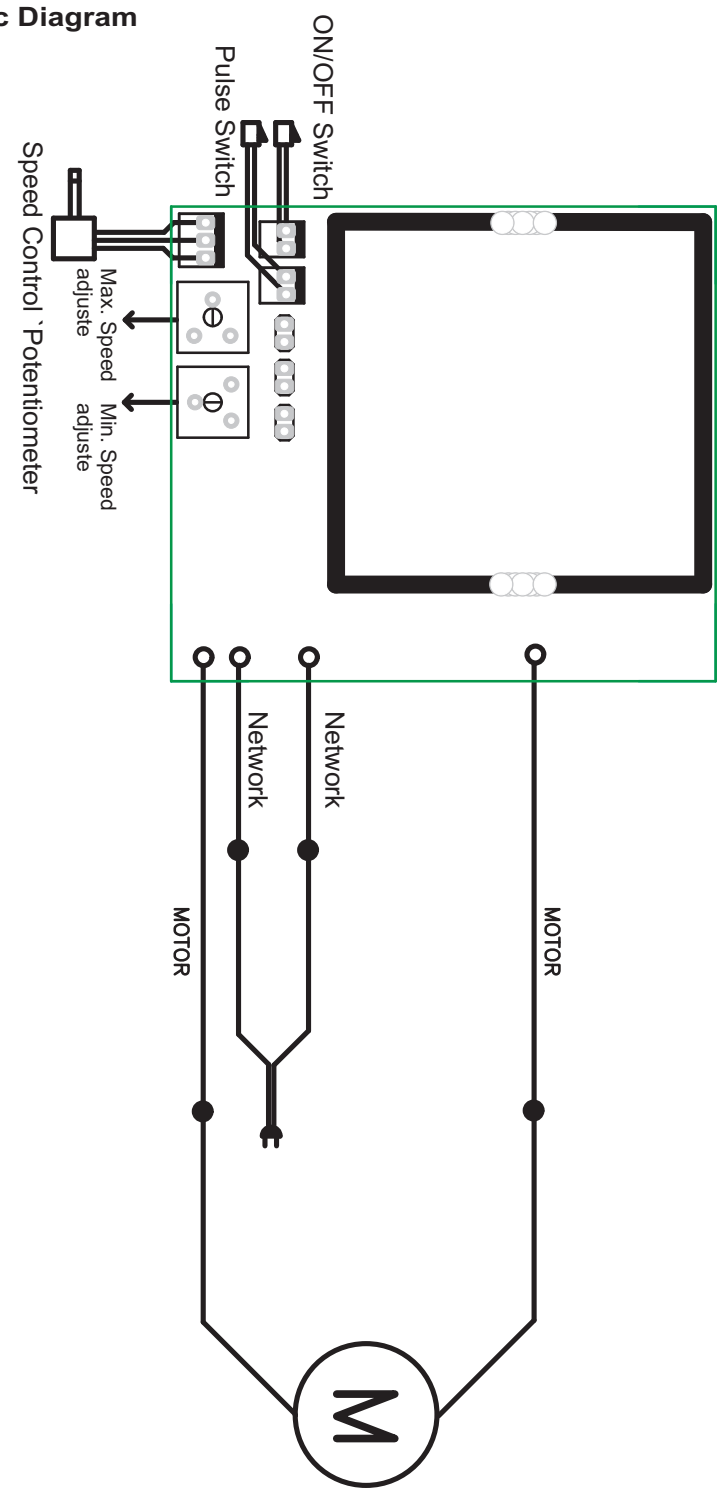 c Diagram
ON/OFF Switch
Pulse Switch
Speed Control `Potentiometer
Max. Speed
adjuste
Min. Speed
adjuste
Network
Network
MOTOR
MOTOR
M